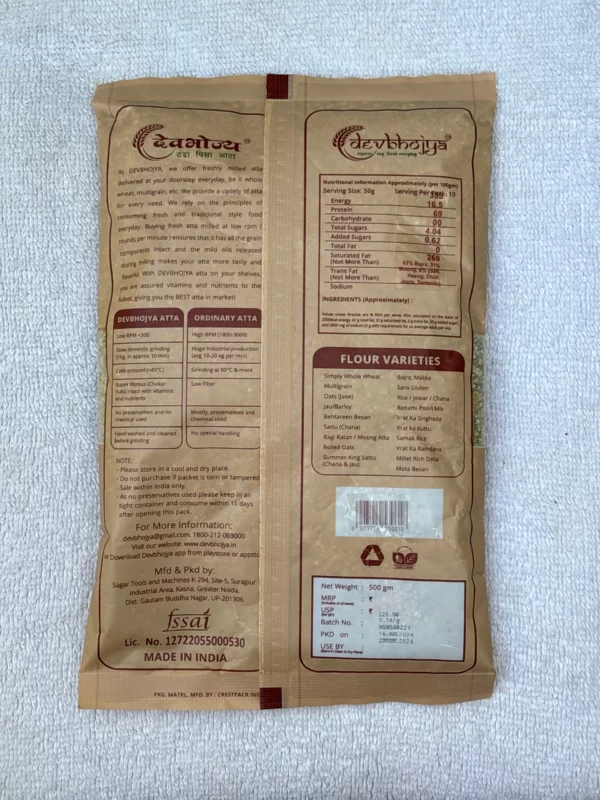 देवभोज्य
ठंडा पिसा आटा
At DEVBHOJYA, we offer freshly milled atta
delivered at your doorstep everyday, be it whole
wheat, multigrain, etc. We provide a variety of atta
for every need. We rely on the principles of
consuming fresh and traditional style food
everyday. Buying fresh atta milled at low rpm (
rounds per minute ) ensures that it has all the grain
components intact and the mild oils released
during milling makes your atta more tasty and
flavorful. With DEVBHOJYA atta on your shelves,
you are assured vitamins and nutrients to the
fullest, giving you the BEST atta in market!
DEVBHOJYA ATTA ORDINARY ATTA
Low RPM <300 High RPM (1800-3000)
Slow domestic grinding Huge industrial production
(1kg. in approx 10 min) (avg 10-20 kg per min)
Cold-pressed (<40°C) Grinding at 80°C & more
Super fibrous (Chokar Low Fiber
Yukt) intact with vitamins
and nutrients
No preservatives and no Mostly, preservatives and
chemical used chemical used
Hand washed and cleaned No special handling
before grinding
NOTE:
- Please store in a cool and dry place.
- Do not purchase if packet is torn or tampered
- Sale within India only.
- As no preservatives used please keep in air
tight container and consume within 15 days
after opening this pack.
For More Information:
devbhojya@gmail.com, 1800-212-003000
Visit our website: www.devbhojya.in
Download Devbhojya app from playstore or appsto
Mfd & Pkd by:
Sagar Tools and Machines K-294, Site-5, Surajpur
Industrial Area, Kasna, Greater Noida,
Dist. Gautam Buddha Nagar, UP-201306
fssai
Lic. No. 12722055000530
MADE IN INDIA
PKG. MATRL. MFD. BY : CRESTPACK IND
devbhojya
Nutritional Information Approximately (per 100gm)
Serving Size: 50g Serving Per 10
Energy
Protein 16.5
Carbohydrate 69
Total Sugars 00
Added Sugars 4.04
Total Fat 0.62
Saturated Fat 0
(Not More Than) 269
Trans Fat
(Not More Than)
Sodium
INGREDIENTS (Approximately) :
FLOUR VARIETIES
Simply Whole Wheat Bajra, Makka
Multigrain Sans Gluten
Oats (Javee) Rice / Jowar / Chana
Jau/Barley Besami Poori Mix
Behtareen Besan Vrat Ka Singhada
Sattu (Chana) Vrat ka Kuttu
Ragi Ratan / Moong Atta Samak Rice
Rolled Oats Vrat Ka Ramdana
Summer-King Sattu Millet Rich Dalia
(Chana & Jau) Mota Besan
Net Weight : 500 gm
MRP : ₹
USP : ₹
Batch No. :
PKD on :
USE BY